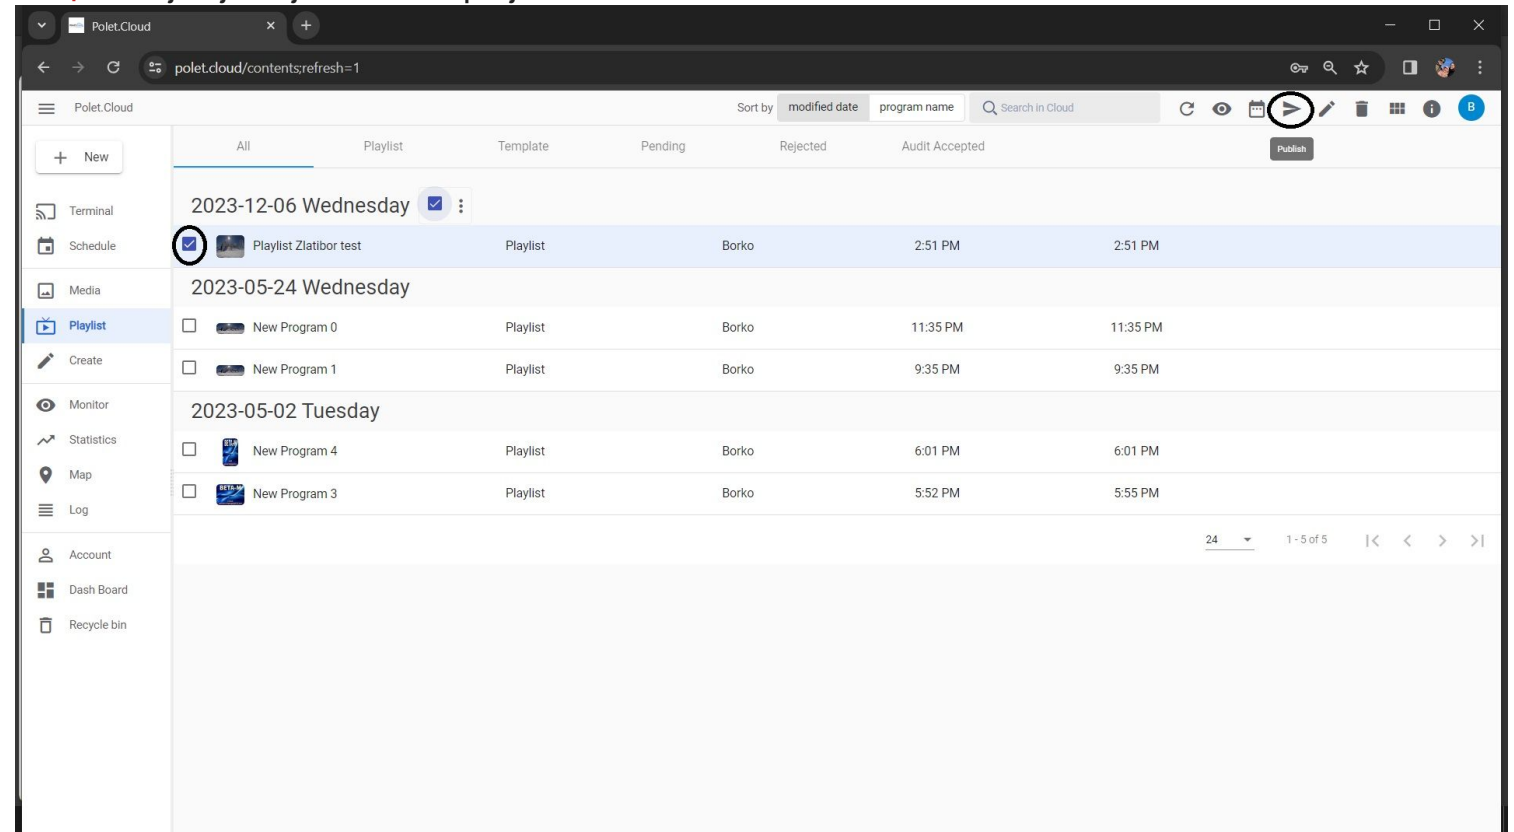 Polet.Cloud
polet.cloud/contents;refresh=1
Polet.Cloud Sort by modified date program name Search in Cloud B
Publish
+ New
All Playlist Template Pending Rejected Audit Accepted
Terminal
Schedule
Media
Playlist
Create
Monitor
Statistics
Map
Log
Account
Dash Board
Recycle bin
2023-12-06 Wednesday
Playlist Zlatibor test Playlist Borko 2:51 PM 2:51 PM
2023-05-24 Wednesday
New Program 0 Playlist Borko 11:35 PM 11:35 PM
New Program 1 Playlist Borko 9:35 PM 9:35 PM
2023-05-02 Tuesday
New Program 4 Playlist Borko 6:01 PM 6:01 PM
New Program 3 Playlist Borko 5:52 PM 5:55 PM
24 1 - 5 of 5